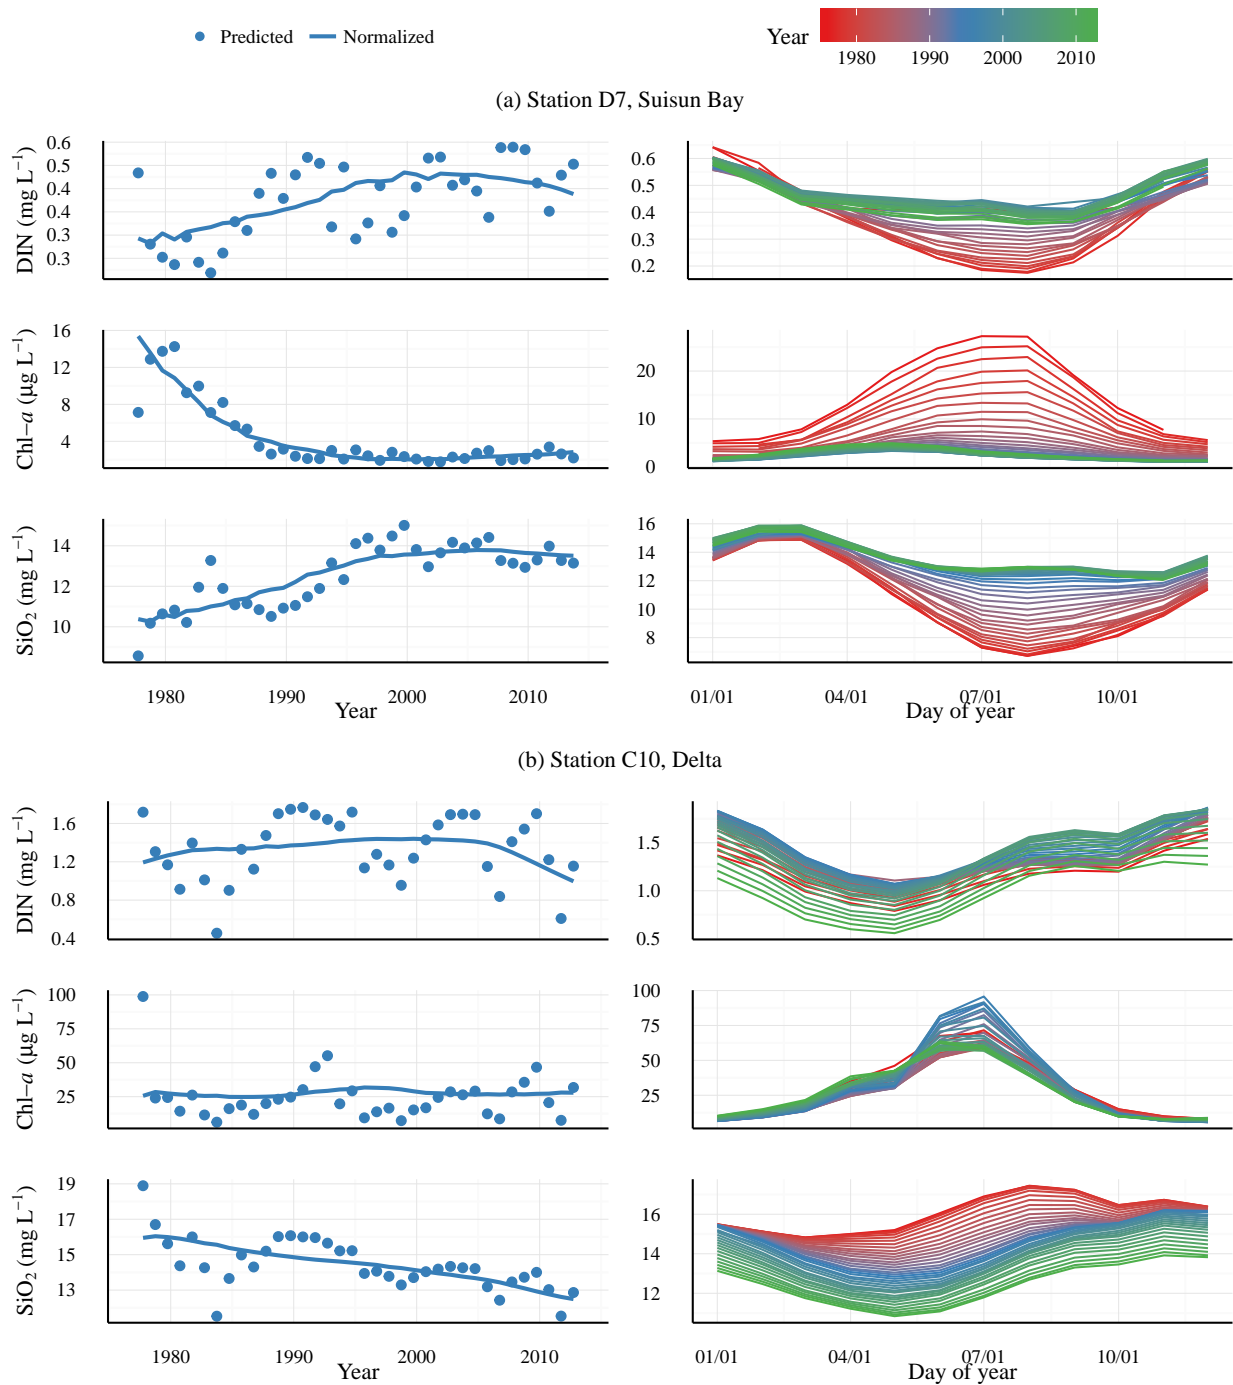 Predicted Normalized
Year
1980 1990 2000 2010
(a) Station D7, Suisun Bay
DIN (mg L⁻¹)
0.6
0.5
0.4
0.4
0.3
0.3
0.6
0.5
0.4
0.3
0.2
Chl−a (µg L⁻¹)
16
12
8
4
20
10
0
SiO₂ (mg L⁻¹)
14
12
10
16
14
12
10
8
1980 1990 2000 2010
Year
01/01 04/01 07/01 10/01
Day of year
(b) Station C10, Delta
DIN (mg L⁻¹)
1.6
1.2
0.8
0.4
1.5
1.0
0.5
Chl−a (µg L⁻¹)
100
75
50
25
100
75
50
25
SiO₂ (mg L⁻¹)
19
17
15
13
16
14
12
1980 1990 2000 2010
Year
01/01 04/01 07/01 10/01
Day of year